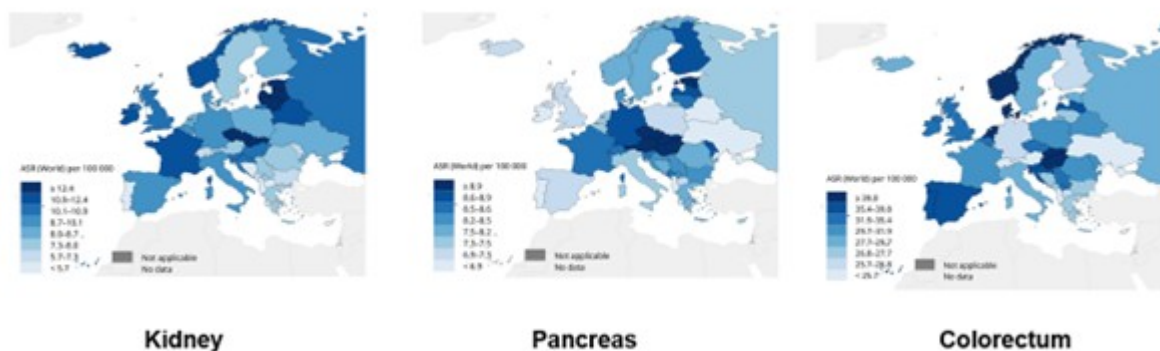 ASR (World) per 100 000
≥ 12.4
10.9–12.4
10.1–10.9
8.7–10.1
8.0–8.7
7.3–8.0
5.7–7.3
< 5.7
Not applicable
No data
Kidney
ASR (World) per 100 000
≥ 8.9
8.6–8.9
8.5–8.6
8.2–8.5
7.5–8.2
7.3–7.5
6.9–7.3
< 6.9
Not applicable
No data
Pancreas
ASR (World) per 100 000
35.4–39.8
31.9–35.4
29.7–31.9
27.7–29.7
26.8–27.7
25.7–26.8
< 25.7
Not applicable
No data
Colorectum